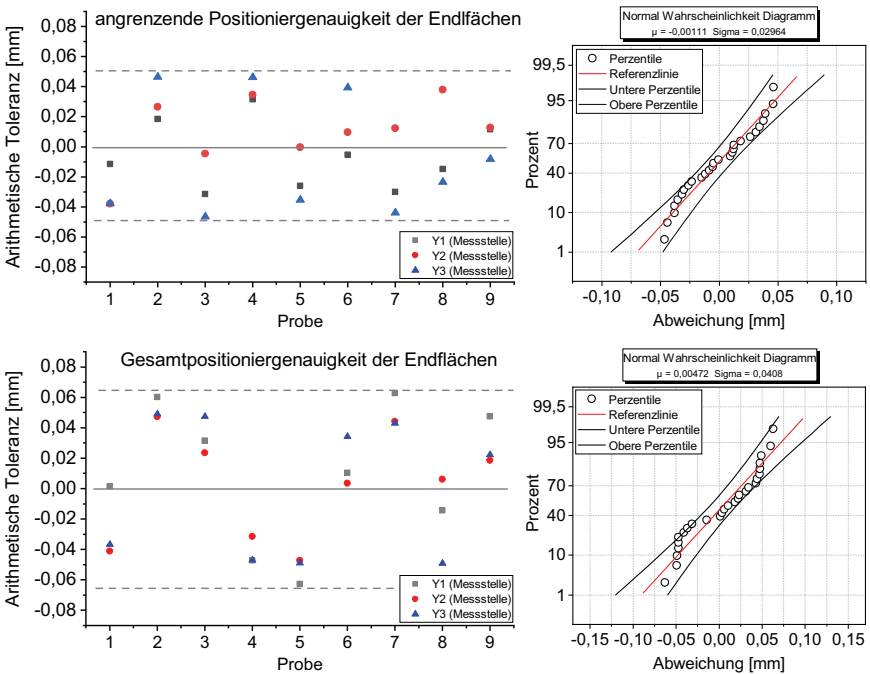 angrenzende Positioniergenauigkeit der Endlfächen
Arithmetische Toleranz [mm]
0,08
0,06
0,04
0,02
0,00
-0,02
-0,04
-0,06
-0,08
Y1 (Messstelle)
Y2 (Messstelle)
Y3 (Messstelle)
1 2 3 4 5 6 7 8 9
Probe
Normal Wahrscheinlichkeit Diagramm
μ = -0,00111 Sigma = 0,02964
Perzentile
Referenzlinie
Untere Perzentile
Obere Perzentile
Prozent
99,5
95
70
40
10
1
-0,10 -0,05 0,00 0,05 0,10
Abweichung [mm]
Gesamtpositioniergenauigkeit der Endflächen
Arithmetische Toleranz [mm]
0,08
0,06
0,04
0,02
0,00
-0,02
-0,04
-0,06
-0,08
Y1 (Messstelle)
Y2 (Messstelle)
Y3 (Messstelle)
1 2 3 4 5 6 7 8 9
Probe
Normal Wahrscheinlichkeit Diagramm
μ = 0,00472 Sigma = 0,0408
Perzentile
Referenzlinie
Untere Perzentile
Obere Perzentile
Prozent
99,5
95
70
40
10
1
-0,15 -0,10 -0,05 0,00 0,05 0,10 0,15
Abweichung [mm]